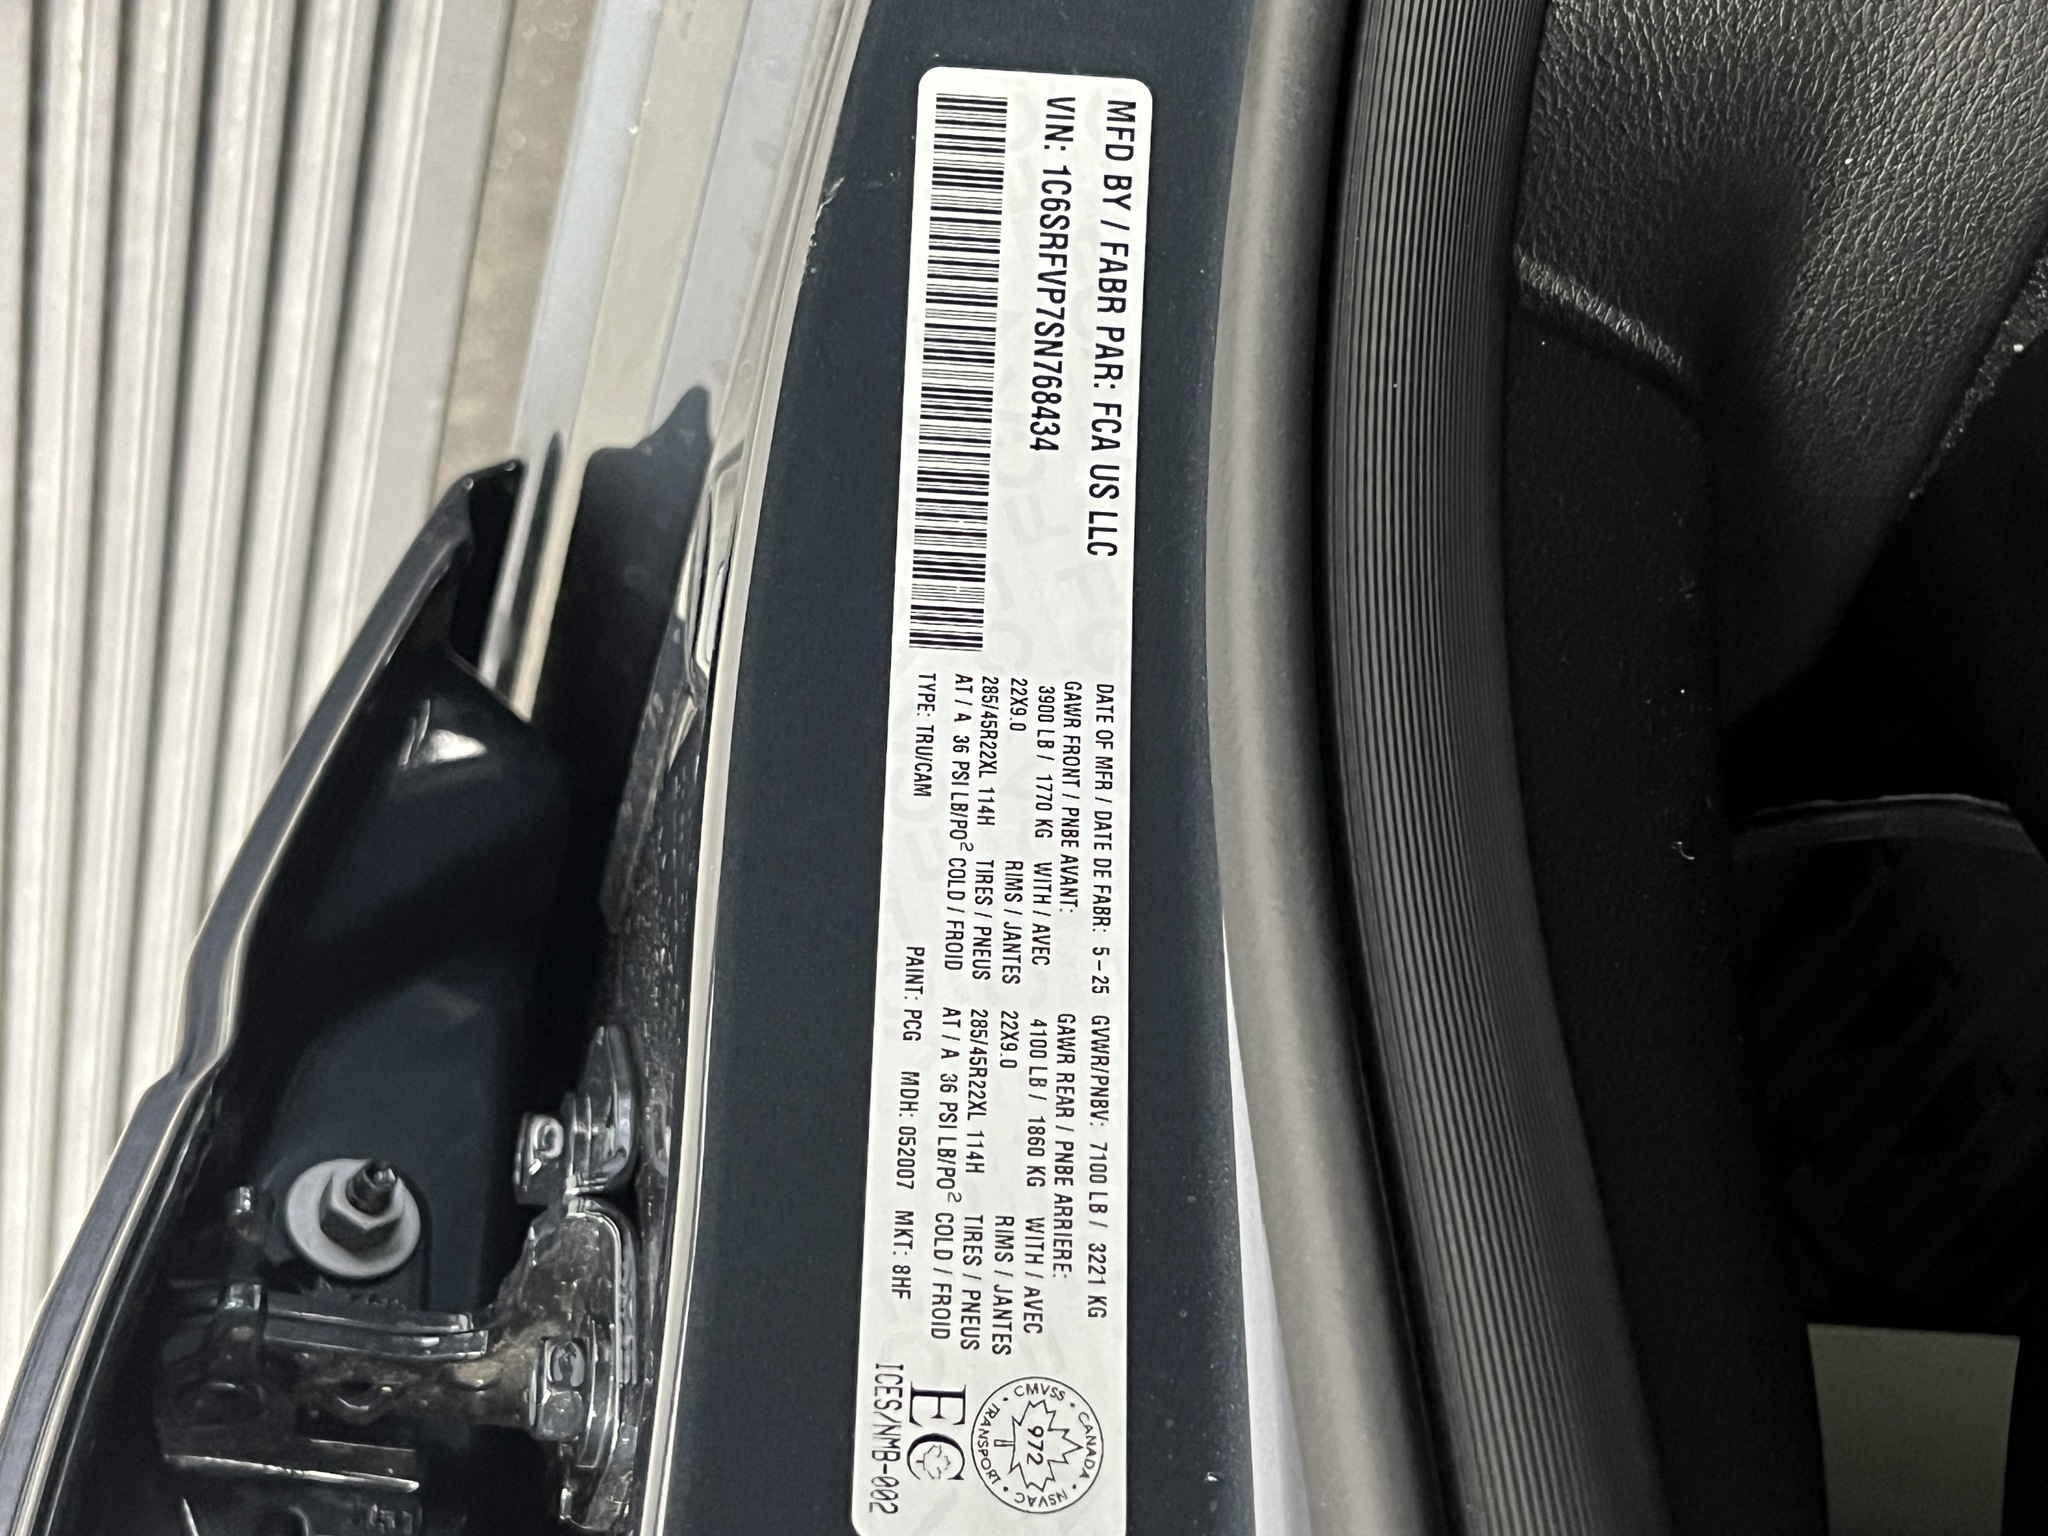 MFD BY / FABR PAR: FCA US LLC
VIN: 1C6SRFVP7SN768434
DATE OF MFR / DATE DE FABR: 5-25 GVWR/PNBV: 7100 LB / 3221 KG
GAWR FRONT / PNBE AVANT: GAWR REAR / PNBE ARRIERE:
3900 LB / 1770 KG WITH / AVEC 4100 LB / 1860 KG WITH / AVEC
22X9.0 RIMS / JANTES 22X9.0 RIMS / JANTES
285/45R22XL 114H TIRES / PNEUS 285/45R22XL 114H TIRES / PNEUS
AT / A 36 PSI LB/PO² COLD / FROID AT / A 36 PSI LB/PO² COLD / FROID
TYPE: TRU/CAM PAINT: PCG MDH: 052007 MKT: 8HF
CANADA
CMVSS 972 NSVAC
TRANSPORT
EC
ICES/NMB-002